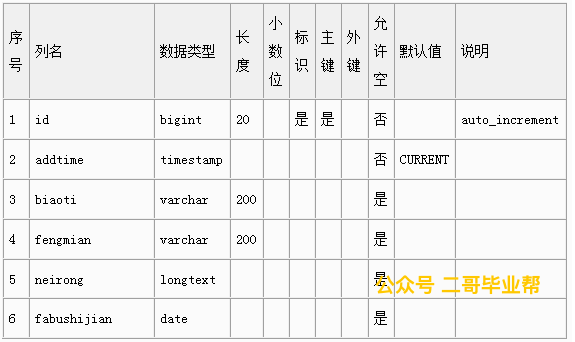 序号 列名 数据类型 长度 小数位 标识 主键 外键 允许空 默认值 说明
1 id bigint 20 是 是 否 auto_increment
2 addtime timestamp 否 CURRENT
3 biaoti varchar 200 是
4 fengmian varchar 200 是
5 neirong longtext 是
公众号 二哥毕业帮
6 fabushijian date 是